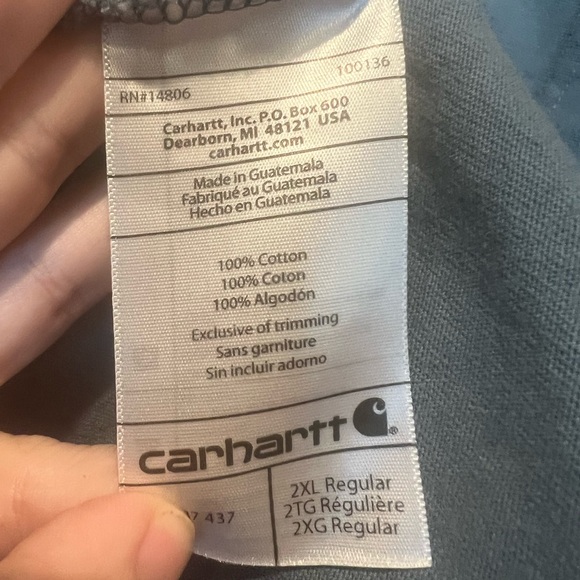 100136
RN#14806
Carhartt, Inc. P.O. Box 600
Dearborn, MI 48121 USA
carhartt.com
Made in Guatemala
Fabriqué au Guatemala
Hecho en Guatemala
100% Cotton
100% Coton
100% Algodón
Exclusive of trimming
Sans garniture
Sin incluir adorno
carhartt®
437
2XL Regular
2TG Régulière
2XG Regular